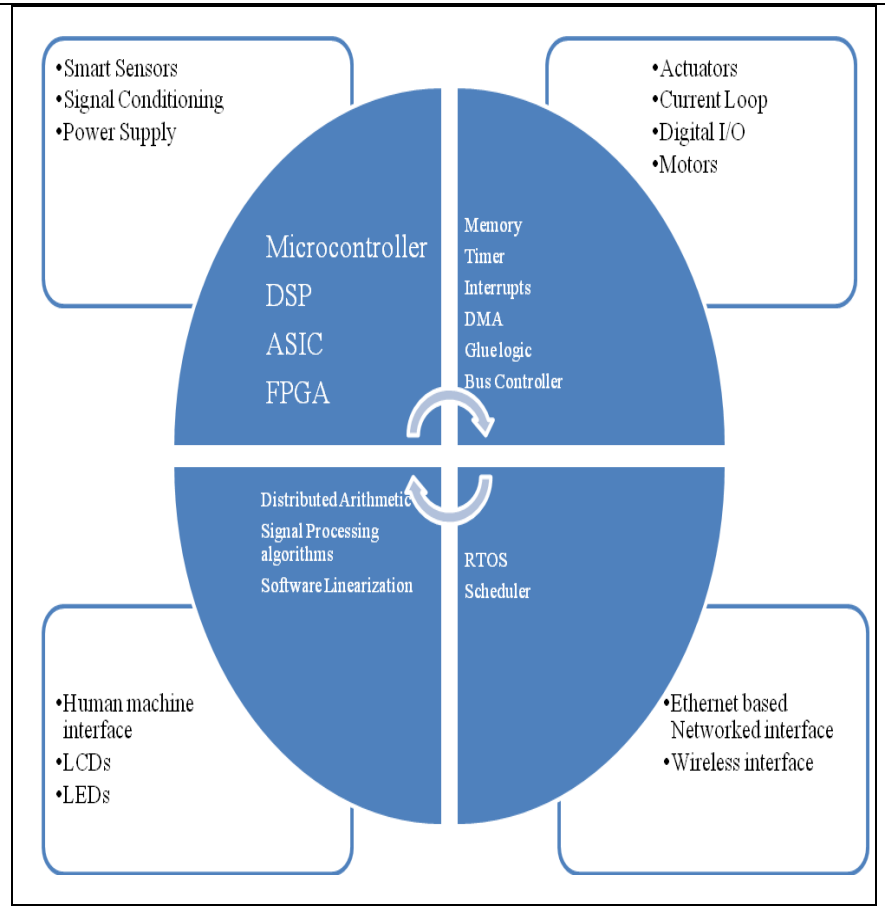 •Smart Sensors
•Signal Conditioning
•Power Supply
•Actuators
•Current Loop
•Digital I/O
•Motors
Microcontroller
DSP
ASIC
FPGA
Memory
Timer
Interrupts
DMA
Glue logic
Bus Controller
Distributed Arithmetic
Signal Processing
algorithms
Software Linearization
RTOS
Scheduler
•Human machine
interface
•LCDs
•LEDs
•Ethernet based
Networked interface
•Wireless interface